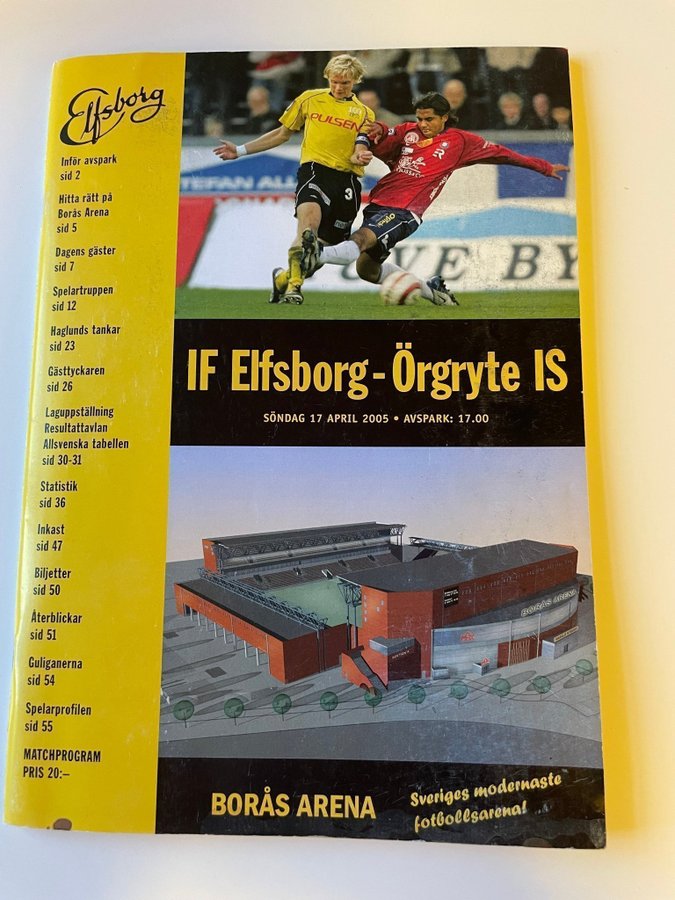 Elfsborg
Inför avspark
sid 2
Hitta rätt på
Borås Arena
sid 5
Dagens gäster
sid 7
Spelartruppen
sid 12
Haglunds tankar
sid 23
Gästtyckaren
sid 26
Laguppställning
Resultattavlan
Allsvenska tabellen
sid 30-31
Statistik
sid 36
Inkast
sid 47
Biljetter
sid 50
Återblickar
sid 51
Guliganerna
sid 54
Spelarprofilen
sid 55
MATCHPROGRAM
PRIS 20:–
PULSEN
3
IF Elfsborg - Örgryte IS
SÖNDAG 17 APRIL 2005 • AVSPARK: 17.00
BORÅS ARENA
BORÅS ARENA
Sveriges modernaste
fotbollsarena!